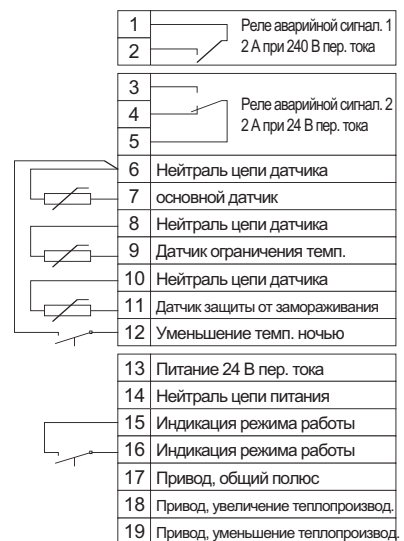 1 Реле аварийной сигнал. 1
2 2 А при 240 В пер. тока
3
4 Реле аварийной сигнал. 2
5 2 А при 24 В пер. тока
6 Нейтраль цепи датчика
7 основной датчик
8 Нейтраль цепи датчика
9 Датчик ограничения темп.
10 Нейтраль цепи датчика
11 Датчик защиты от замораживания
12 Уменьшение темп. ночью
13 Питание 24 В пер. тока
14 Нейтраль цепи питания
15 Индикация режима работы
16 Индикация режима работы
17 Привод, общий полюс
18 Привод, увеличение теплопроизвод.
19 Привод, уменьшение теплопроизвод.